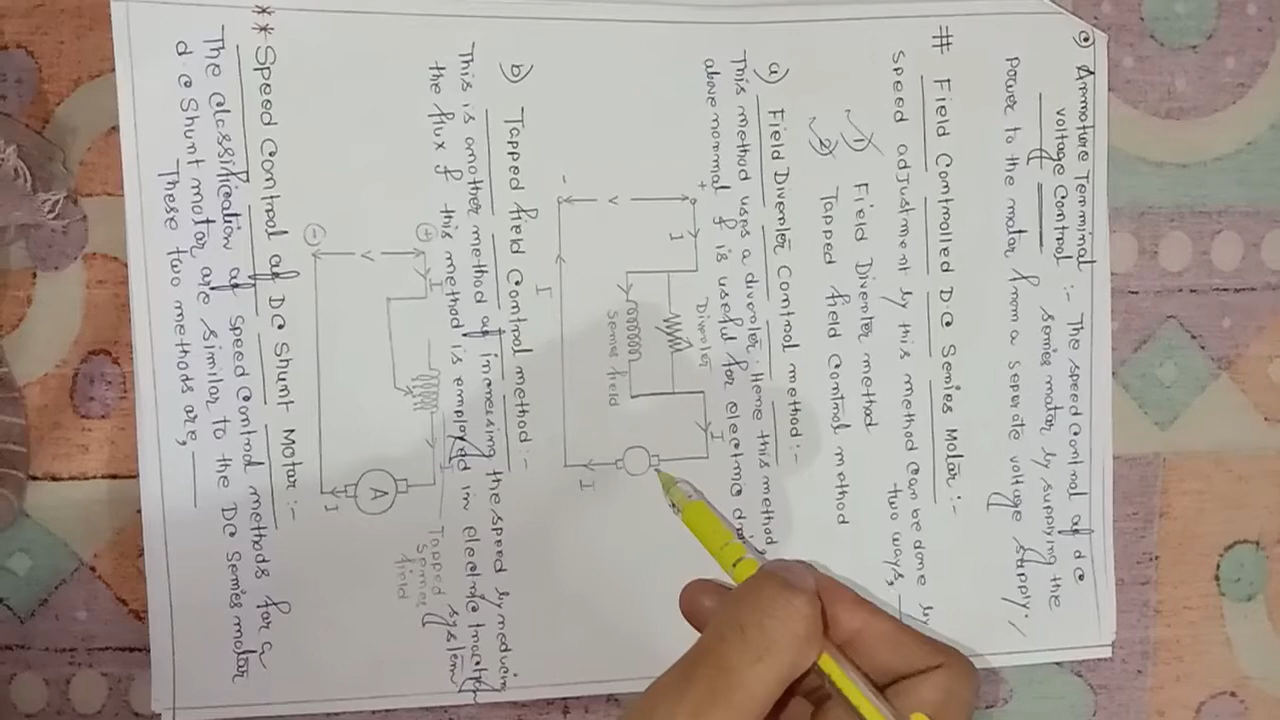 c) Armature Terminal :- The speed control of dc
voltage control series motor by supplying the
power to the motor from a separate voltage supply.
# Field Controlled D.C Series Motor :-
speed adjustment by this method can be done by
two ways,
1) Field Diverter method
2) Tapped field control method
a) Field Diverter Control method :-
This method uses a diverter. Here this method
above normal & is useful for electric
+ I Diverter I
V Series field
- I I
b) Tapped field Control method :-
This is another method of increasing the speed by reducing
the flux & this method is employed in electric traction system
+ I Tapped series field
V A
- I
** Speed Control of DC Shunt Motor :-
The classification of speed control methods for a
d.c Shunt motor are similar to the DC series motor
These two methods are,